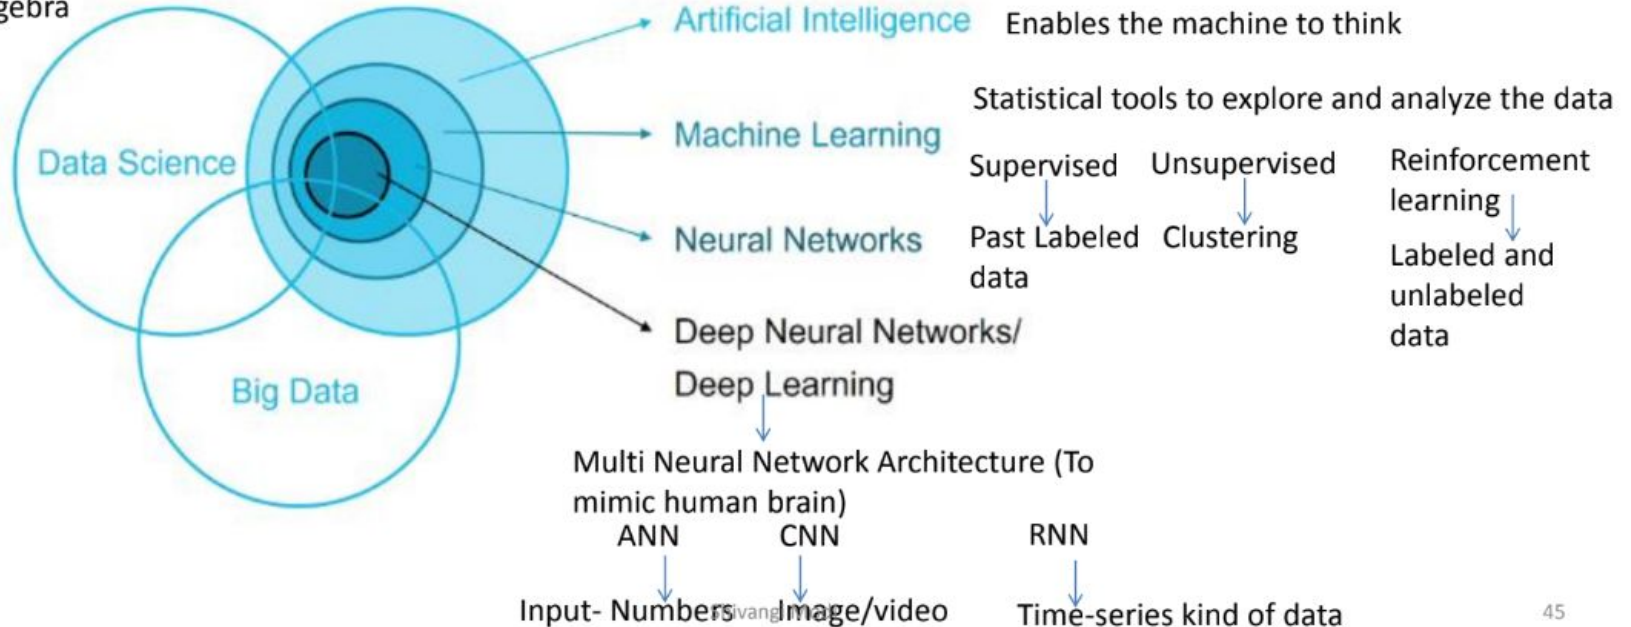 gebra
Artificial Intelligence
Enables the machine to think
Statistical tools to explore and analyze the data
Data Science
Machine Learning
Supervised
Unsupervised
Reinforcement
learning
Neural Networks
Past Labeled
data
Clustering
Labeled and
unlabeled
data
Deep Neural Networks/
Deep Learning
Big Data
Multi Neural Network Architecture (To
mimic human brain)
ANN
CNN
RNN
Input- Numbers
Image/video
Time-series kind of data
45